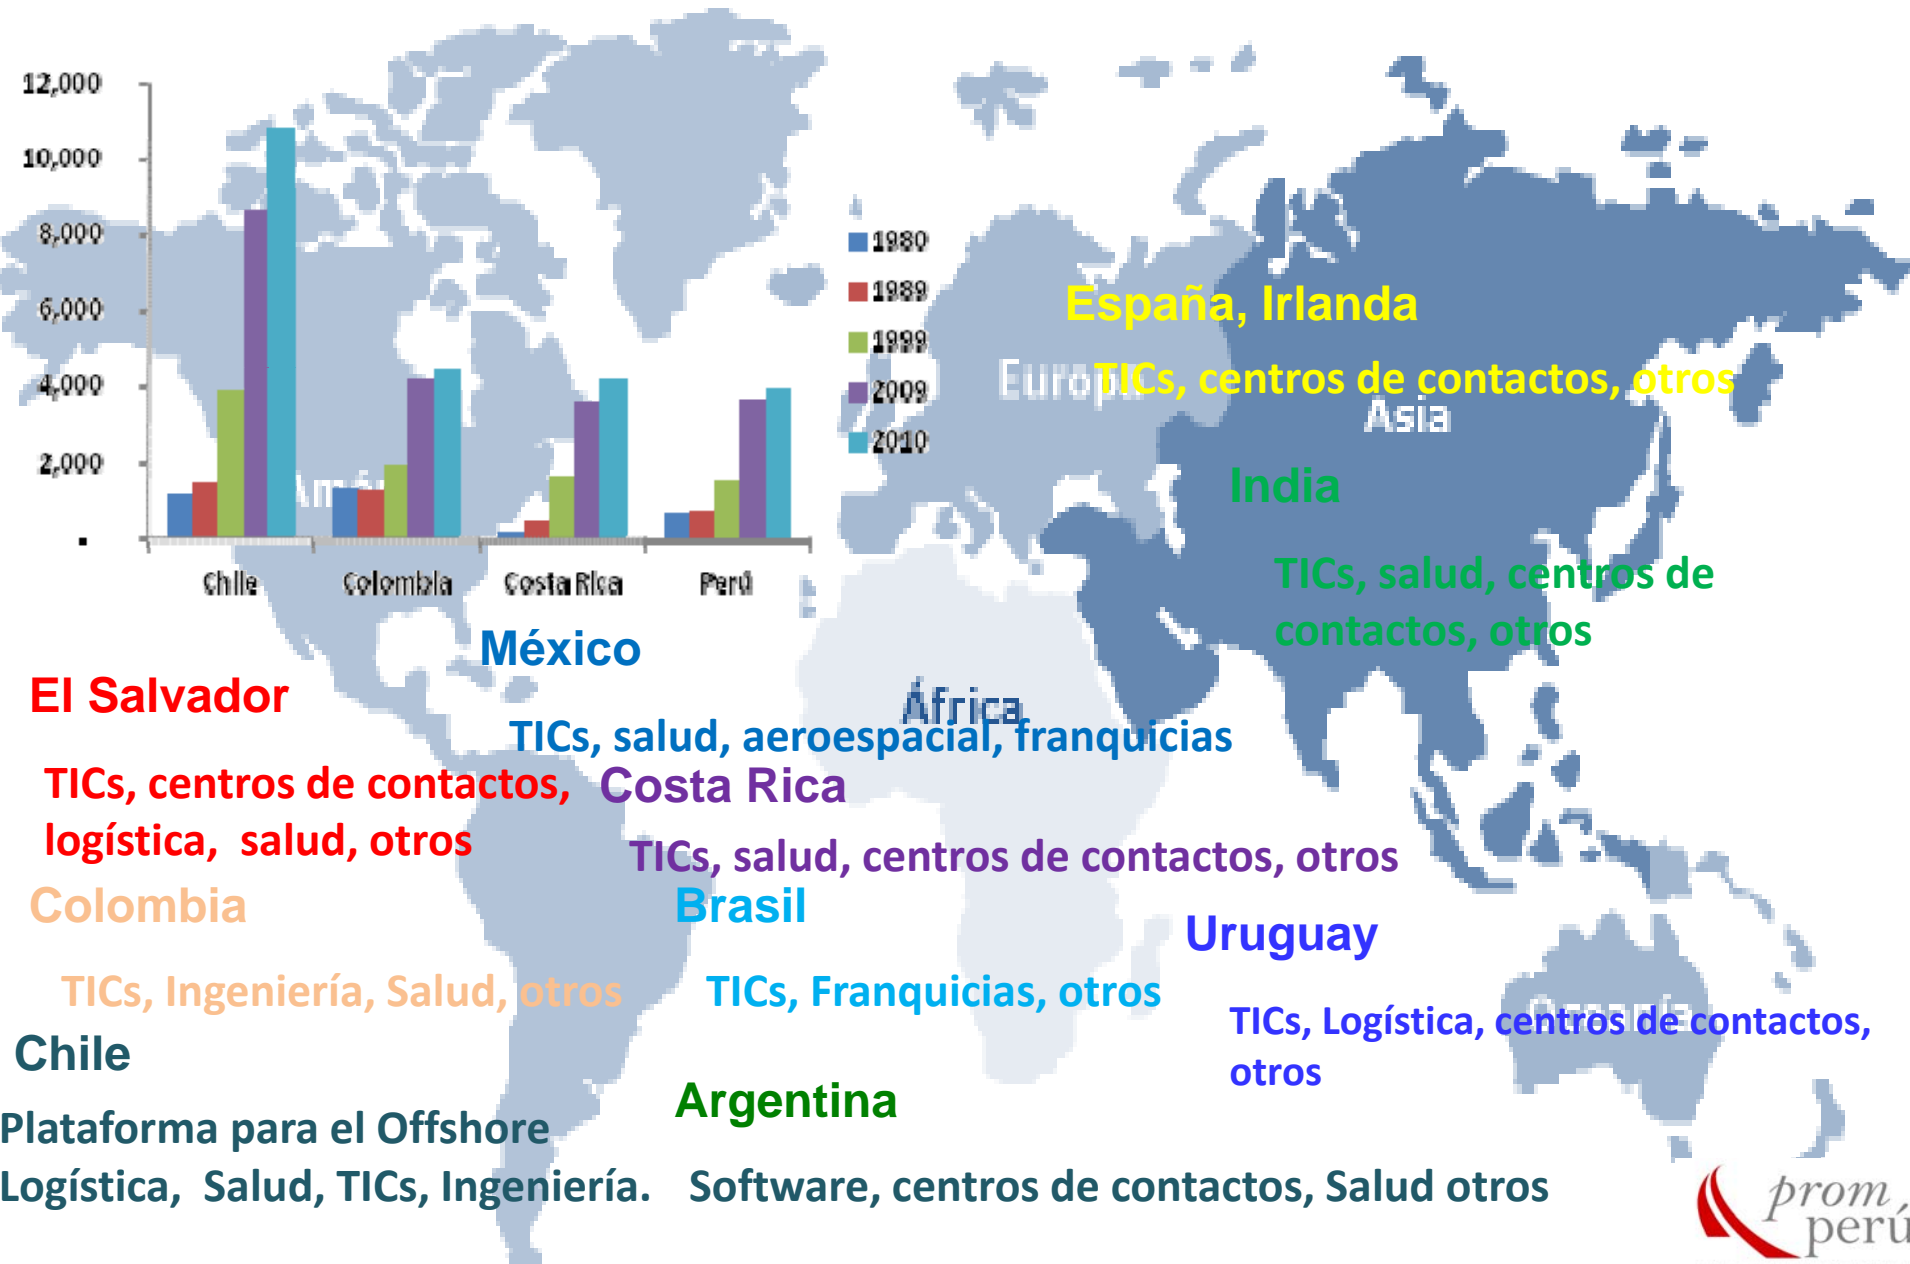 12,000
10,000
8,000
6,000
4,000
2,000
.
Chile Colombia Costa Rica Perú
1980
1989
1999
2009
2010
España, Irlanda
Europa
TICs, centros de contactos, otros
Asia
India
TICs, salud, centros de
contactos, otros
México
El Salvador
África
TICs, salud, aeroespacial, franquicias
TICs, centros de contactos,
logística, salud, otros
Costa Rica
TICs, salud, centros de contactos, otros
Colombia
Brasil
Uruguay
TICs, Ingeniería, Salud, otros
TICs, Franquicias, otros
TICs, Logística, centros de contactos,
otros
Chile
Argentina
Plataforma para el Offshore
Logística, Salud, TICs, Ingeniería.
Software, centros de contactos, Salud otros
prom
perú